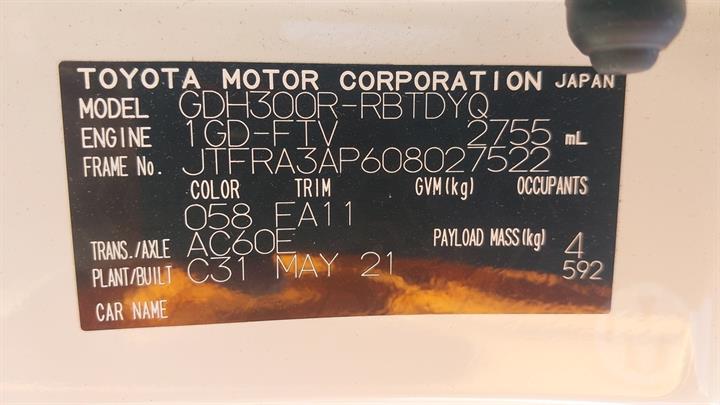 TOYOTA MOTOR CORPORATION JAPAN
MODEL GDH300R-RBTDYQ
ENGINE 1GD-FTV 2755 mL
FRAME No. JTFRA3AP608027522
COLOR TRIM GVM(kg) OCCUPANTS
058 FA11
TRANS./AXLE AC60E PAYLOAD MASS(kg) 4
PLANT/BUILT C31 MAY 21 592
CAR NAME